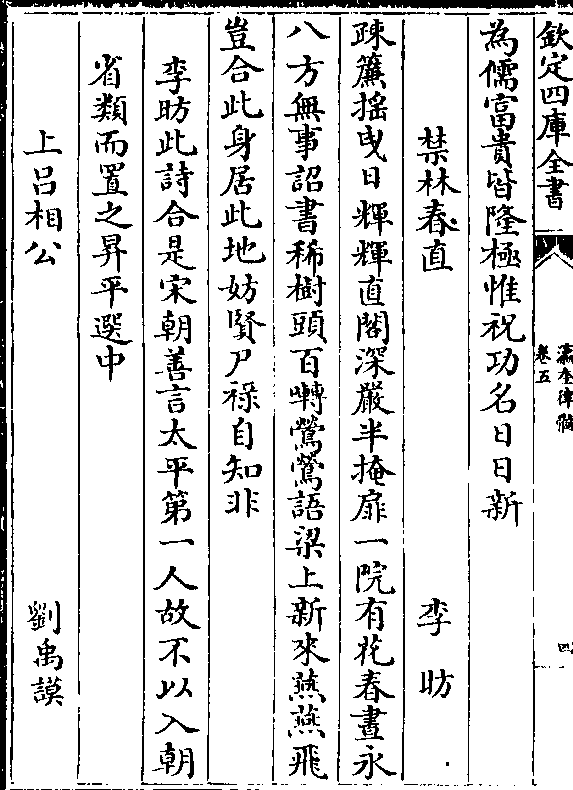 欽定四庫全書
瀛奎律髓
卷五
四
為儒富貴皆隆極惟祝功名日日新
禁林春直 李昉
疎簾搖曵日輝輝直閣深嚴半掩扉一院有花春晝永
八方無事詔書稀樹頭百囀鶯鶯語梁上新來燕燕飛
豈合此身居此地妨賢尸祿自知非
李昉此詩合是宋朝善言太平第一人故不以入朝
省類而置之昇平選中
上呂相公 劉禹謨